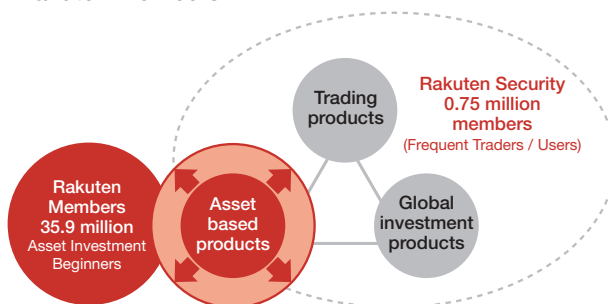 Trading
products
Rakuten Security
0.75 million
members
(Frequent Traders / Users)
Rakuten
Members
35.9 million
Asset Investment
Beginners
Asset
based
products
Global
investment
products